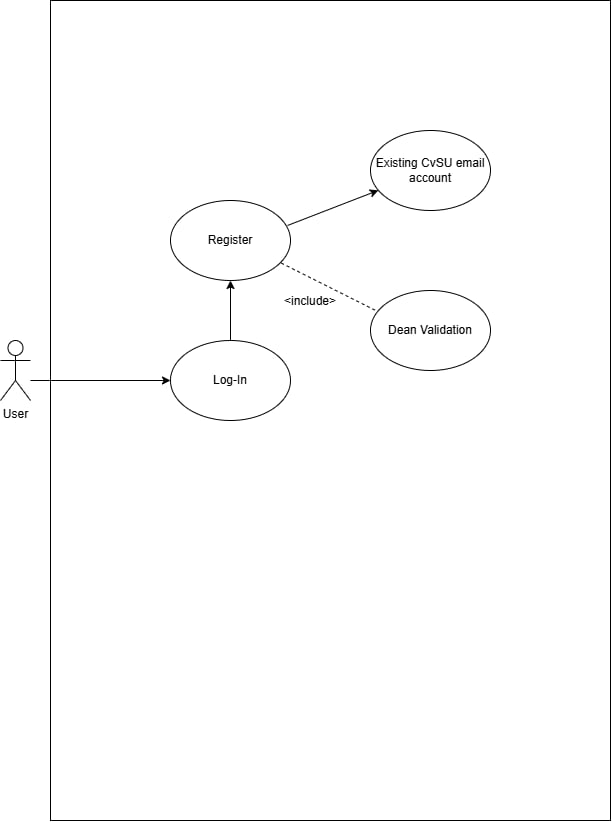 Existing CvSU email
account
Register
<include>
Dean Validation
Log-In
User